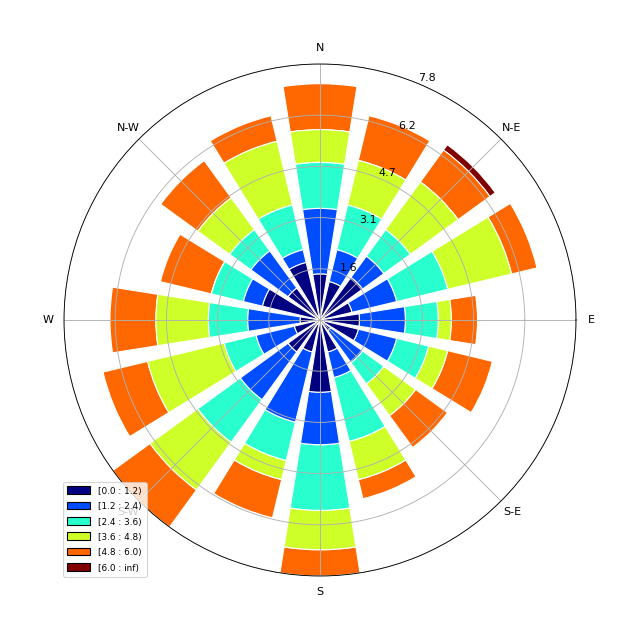 N
7.8
N-W
6.2
N-E
4.7
3.1
1.6
W
E
[0.0 : 1.2)
[1.2 : 2.4)
S-W
S-E
[2.4 : 3.6)
[3.6 : 4.8)
[4.8 : 6.0)
[6.0 : inf)
S